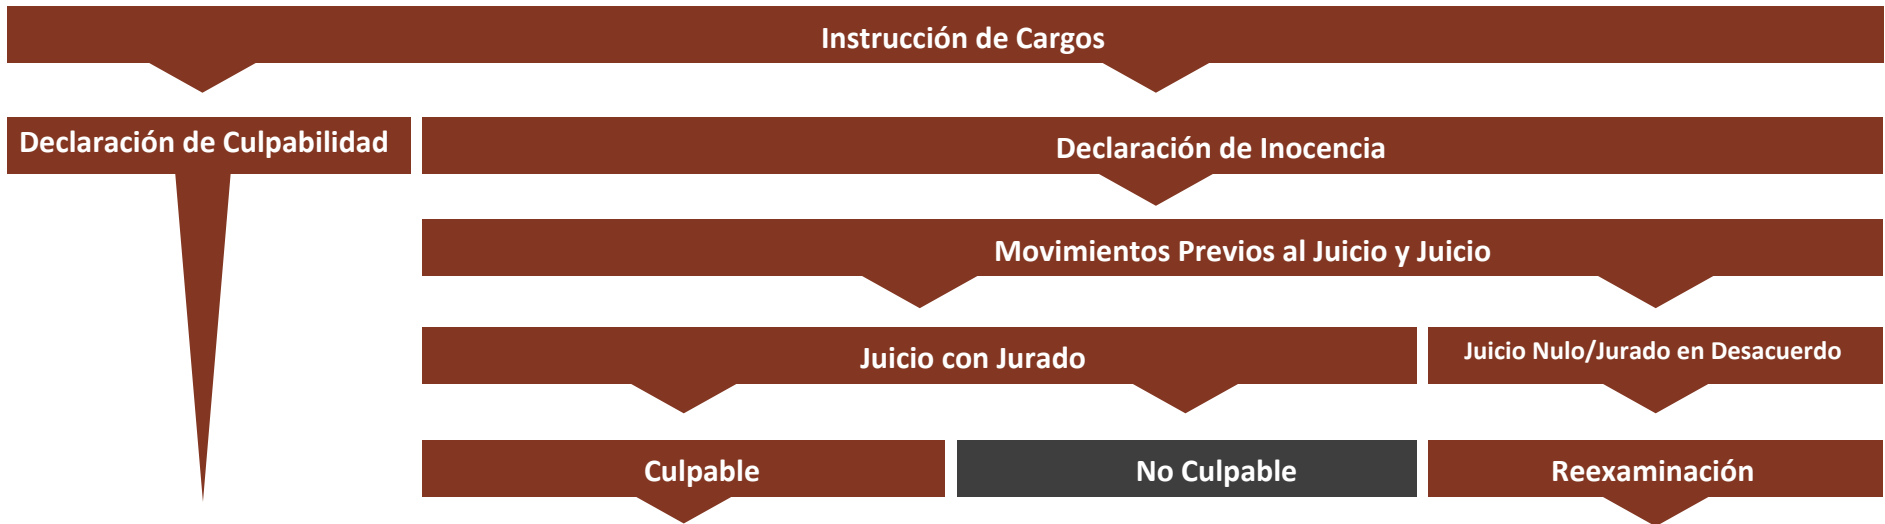 Instrucción de Cargos
Declaración de Culpabilidad
Declaración de Inocencia
Movimientos Previos al Juicio y Juicio
Juicio con Jurado
Juicio Nulo/Jurado en Desacuerdo
Culpable
No Culpable
Reexaminación